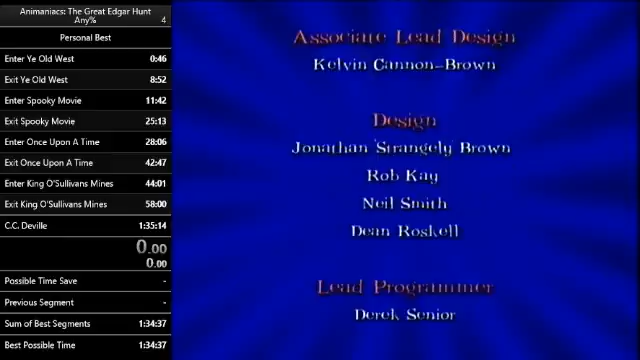 Animaniacs: The Great Edgar Hunt
Any% 4
Personal Best
Enter Ye Old West 0:46
Exit Ye Old West 8:52
Enter Spooky Movie 11:42
Exit Spooky Movie 25:13
Enter Once Upon A Time 28:06
Exit Once Upon A Time 42:47
Enter King O'Sullivans Mines 44:01
Exit King O'Sullivans Mines 58:00
C.C. Deville 1:35:14
0.00
0.00
Possible Time Save -
Previous Segment -
Sum of Best Segments 1:34:37
Best Possible Time 1:34:37
Associate Lead Design
Kelvin Cannon-Brown
Design
Jonathan 'Strangely' Brown
Rob Kay
Neil Smith
Dean Roskell
Lead Programmer
Derek Senior